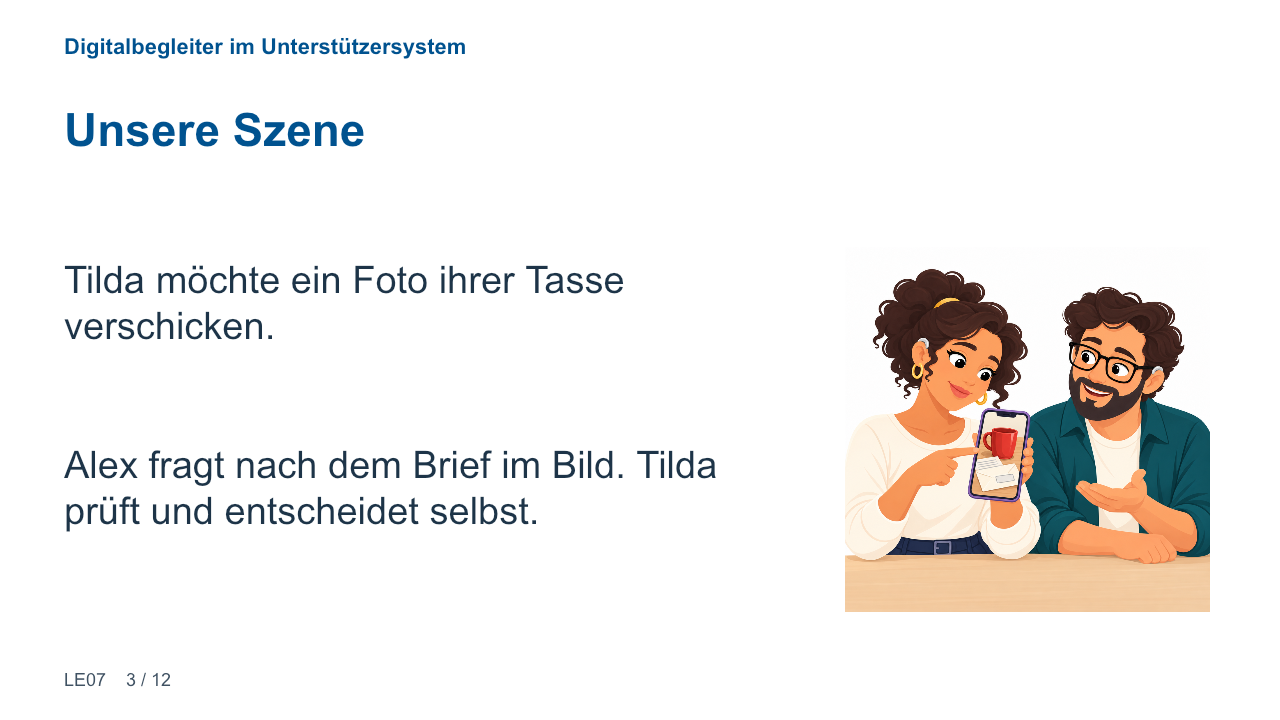 Digitalbegleiter im Unterstützersystem
Unsere Szene
Tilda möchte ein Foto ihrer Tasse
verschicken.
Alex fragt nach dem Brief im Bild. Tilda
prüft und entscheidet selbst.
LE07 3 / 12